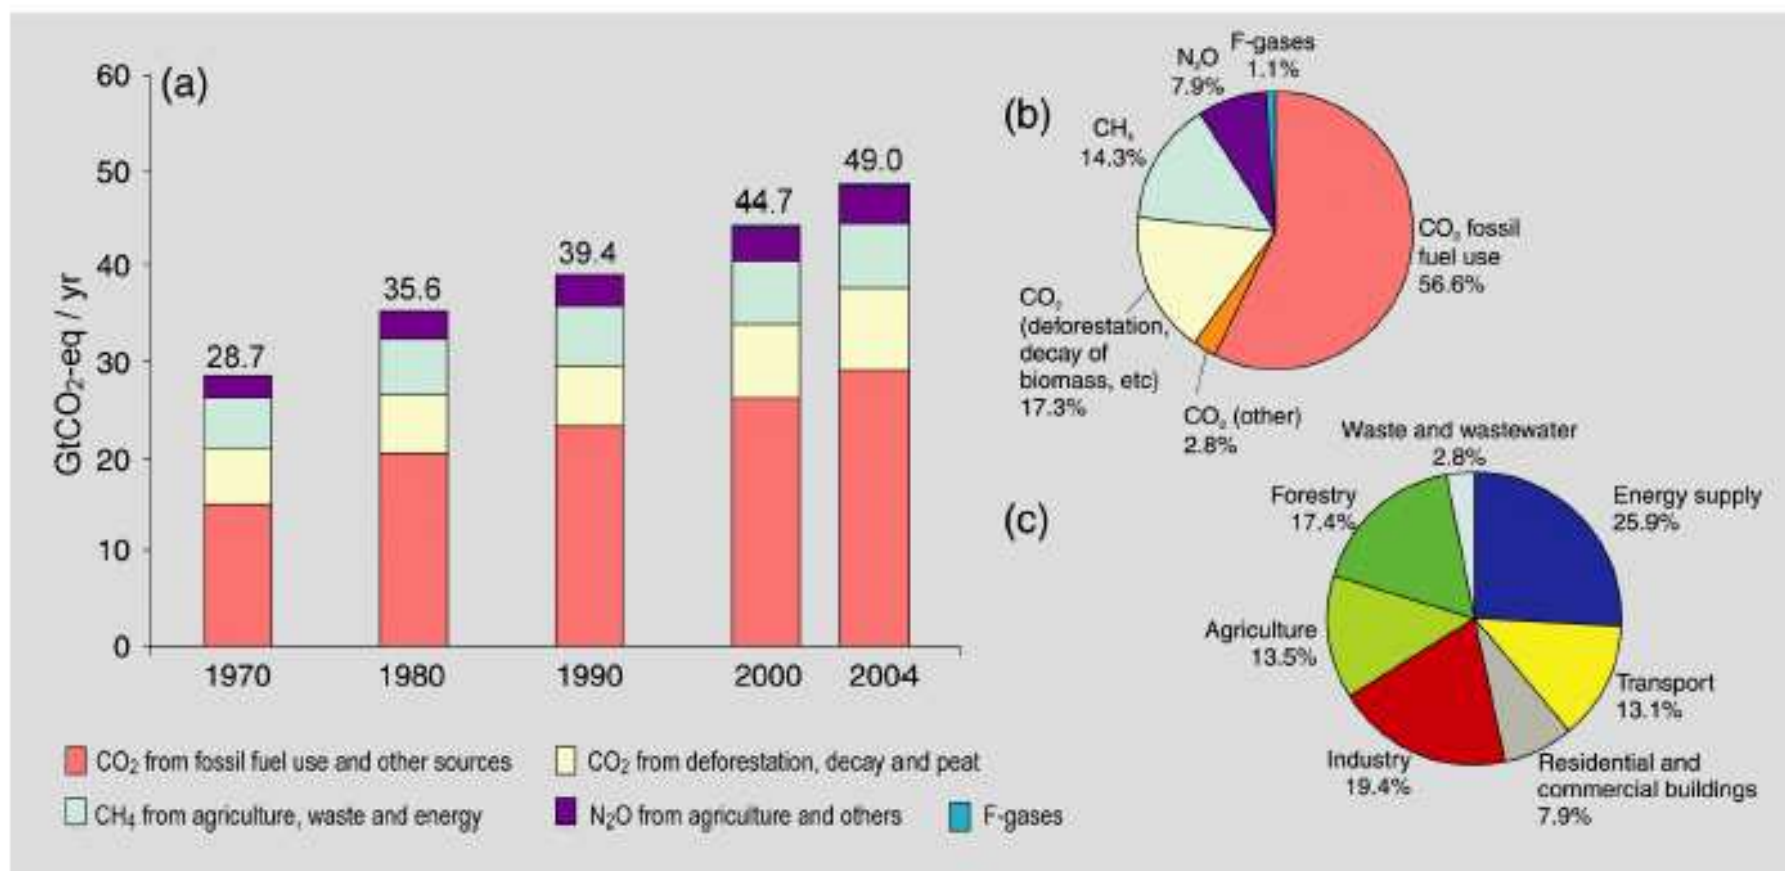 (a)
GtCO₂-eq / yr
60
50
40
30
20
10
0
28.7
35.6
39.4
44.7
49.0
1970
1980
1990
2000
2004
CO₂ from fossil fuel use and other sources
CO₂ from deforestation, decay and peat
CH₄ from agriculture, waste and energy
N₂O from agriculture and others
F-gases
(b)
F-gases
1.1%
N₂O
7.9%
CH₄
14.3%
CO₂ fossil
fuel use
56.6%
CO₂
(deforestation,
decay of
biomass, etc)
17.3%
CO₂ (other)
2.8%
(c)
Waste and wastewater
2.8%
Forestry
17.4%
Energy supply
25.9%
Agriculture
13.5%
Transport
13.1%
Industry
19.4%
Residential and
commercial buildings
7.9%